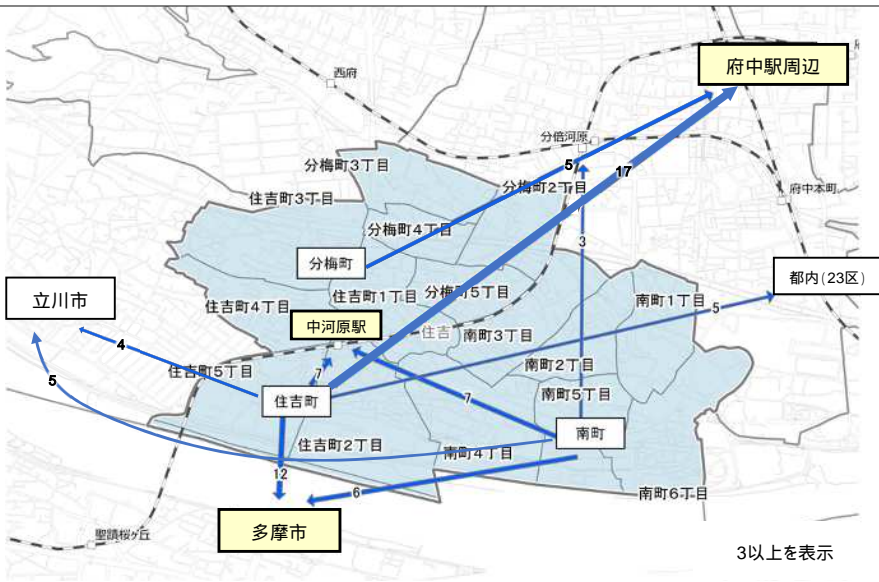 府中駅周辺
西府
分倍河原
分梅町3丁目
5
17
住吉町3丁目
分梅町2丁目
府中本町
分梅町4丁目
3
分梅町
都内(23区)
立川市
住吉町1丁目
分梅町5丁目
南町1丁目
住吉町4丁目
中河原駅
住吉
南町3丁目
5
4
南町2丁目
住吉町5丁目
7
5
7
南町5丁目
住吉町
南町
住吉町2丁目
南町4丁目
12
6
南町6丁目
多摩市
聖蹟桜ヶ丘
3以上を表示